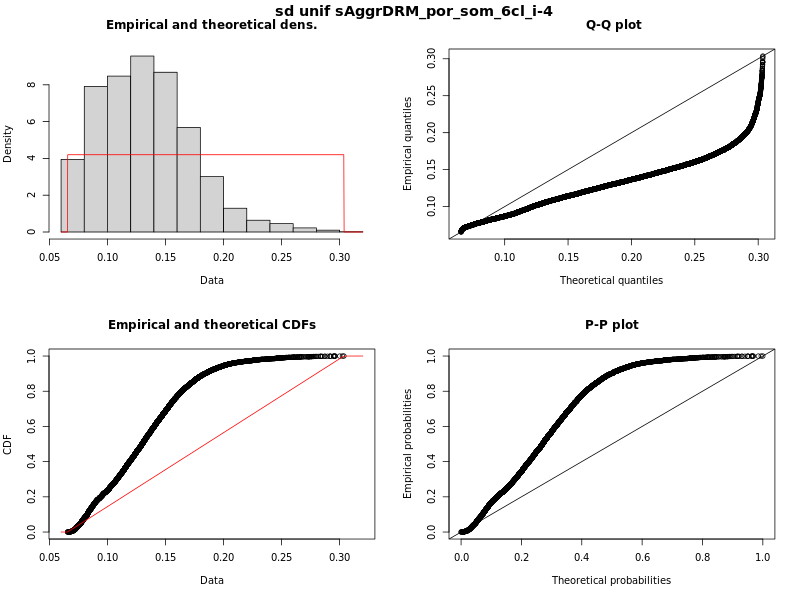 sd unif sAggrDRM_por_som_6cl_i-4
Empirical and theoretical dens.
Density
0 2 4 6 8
0.05 0.10 0.15 0.20 0.25 0.30
Data
Q-Q plot
Empirical quantiles
0.10 0.15 0.20 0.25 0.30
0.10 0.15 0.20 0.25 0.30
Theoretical quantiles
Empirical and theoretical CDFs
CDF
0.0 0.2 0.4 0.6 0.8 1.0
0.05 0.10 0.15 0.20 0.25 0.30
Data
P-P plot
Empirical probabilities
0.0 0.2 0.4 0.6 0.8 1.0
0.0 0.2 0.4 0.6 0.8 1.0
Theoretical probabilities